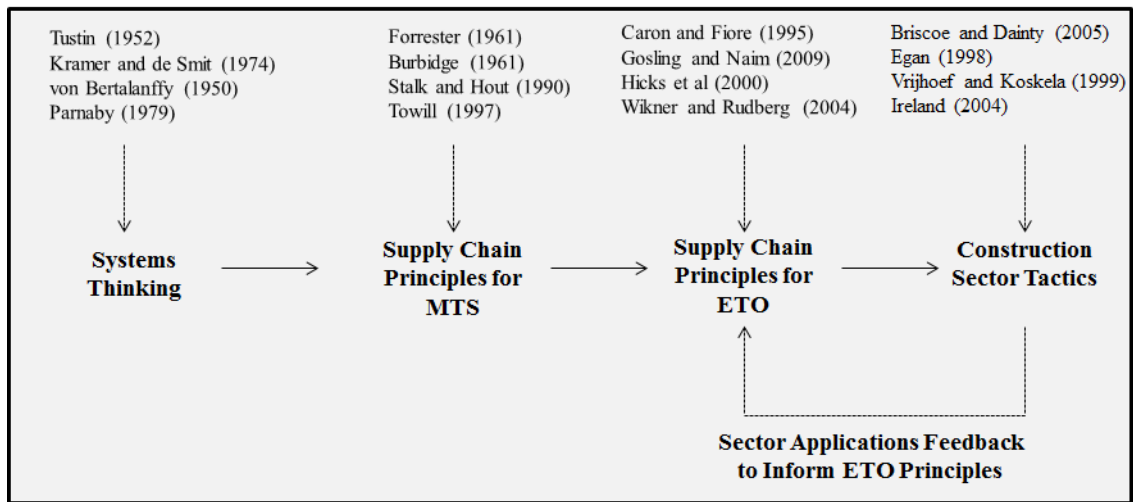 Tustin (1952)
Kramer and de Smit (1974)
von Bertalanffy (1950)
Parnaby (1979)
Forrester (1961)
Burbidge (1961)
Stalk and Hout (1990)
Towill (1997)
Caron and Fiore (1995)
Gosling and Naim (2009)
Hicks et al (2000)
Wikner and Rudberg (2004)
Briscoe and Dainty (2005)
Egan (1998)
Vrijhoef and Koskela (1999)
Ireland (2004)
Systems
Thinking
Supply Chain
Principles for
MTS
Supply Chain
Principles for
ETO
Construction
Sector Tactics
Sector Applications Feedback
to Inform ETO Principles